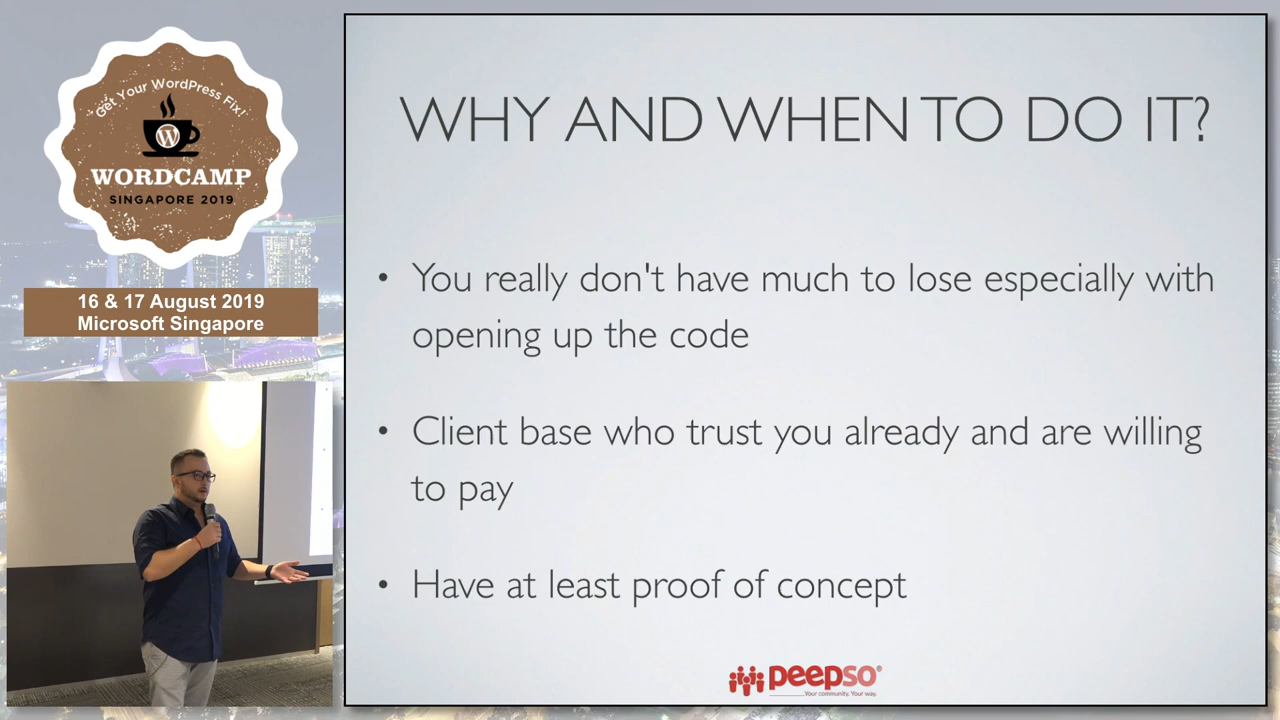 Get Your WordPress Fix!
WORDCAMP
SINGAPORE 2019
16 & 17 August 2019
Microsoft Singapore
WHY AND WHEN TO DO IT?
• You really don't have much to lose especially with
opening up the code
• Client base who trust you already and are willing
to pay
• Have at least proof of concept
peepso®
Your community. Your way.